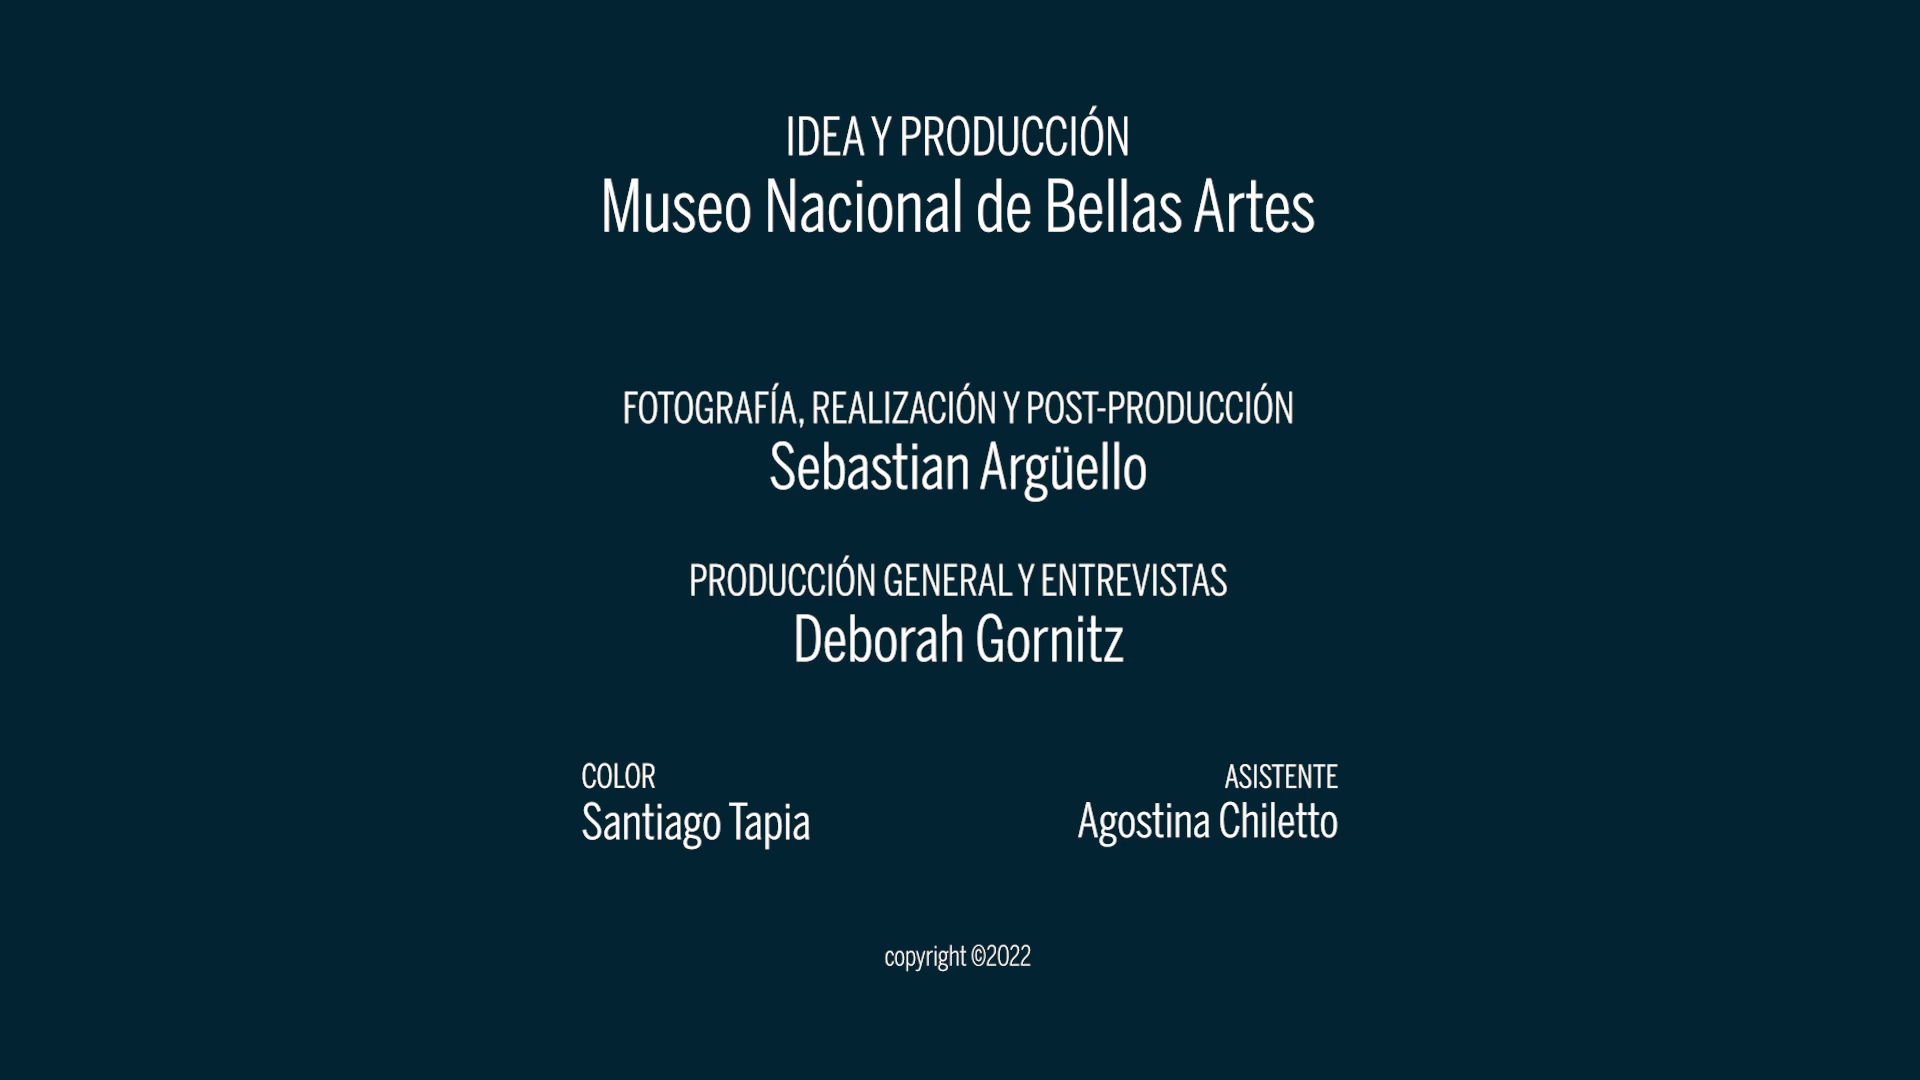 IDEA Y PRODUCCIÓN
Museo Nacional de Bellas Artes
FOTOGRAFÍA, REALIZACIÓN Y POST-PRODUCCIÓN
Sebastian Argüello
PRODUCCIÓN GENERAL Y ENTREVISTAS
Deborah Gornitz
COLOR
Santiago Tapia
ASISTENTE
Agostina Chiletto
copyright ©2022